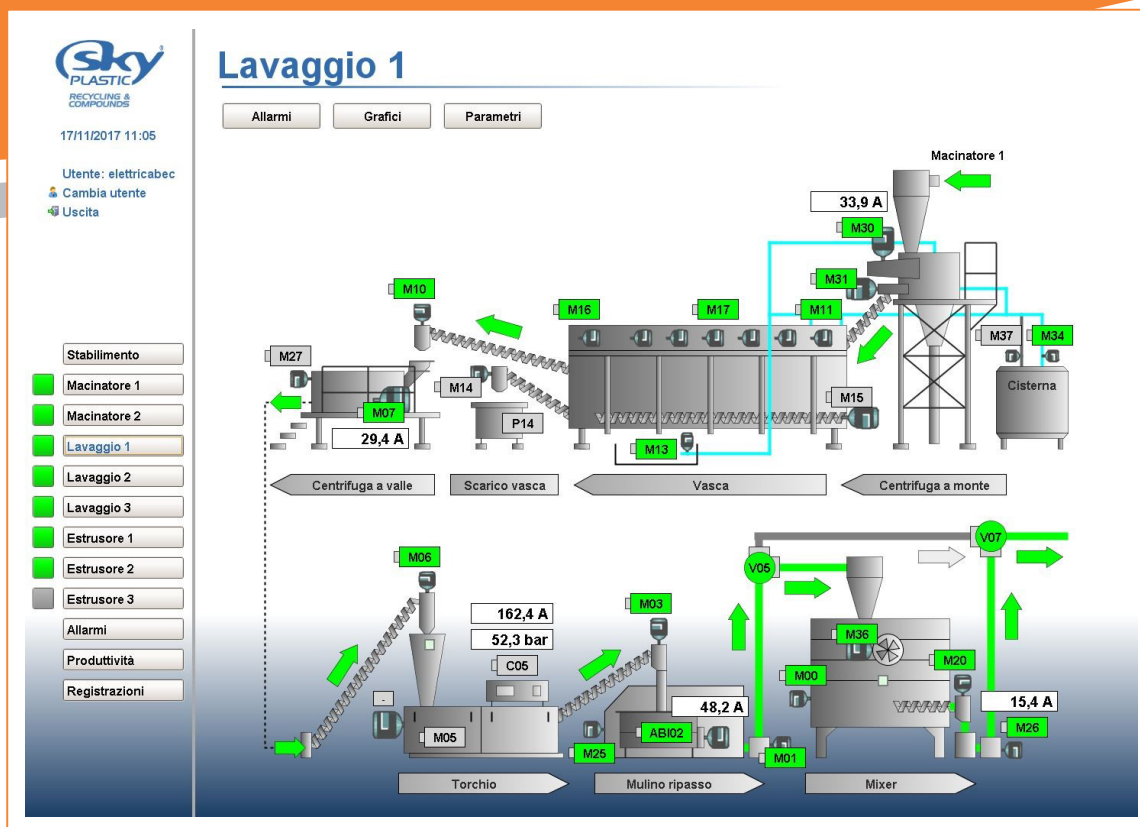 sky
PLASTIC
RECYCLING &
COMPOUNDS
17/11/2017 11:05
Utente: elettricabec
Cambia utente
Uscita
Stabilimento
Macinatore 1
Macinatore 2
Lavaggio 1
Lavaggio 2
Lavaggio 3
Estrusore 1
Estrusore 2
Estrusore 3
Allarmi
Produttività
Registrazioni
Lavaggio 1
Allarmi Grafici Parametri
Macinatore 1
33,9 A
M30
M31
M10
M16 M17 M11
M37 M34
M27
M14
M15
Cisterna
M07
P14
29,4 A
M13
Centrifuga a valle Scarico vasca Vasca Centrifuga a monte
V07
M06
V05
162,4 A
M03
52,3 bar
M36
C05
M20
-
M00
48,2 A
15,4 A
M05
ABI02
M26
M25
M01
Torchio Mulino ripasso Mixer